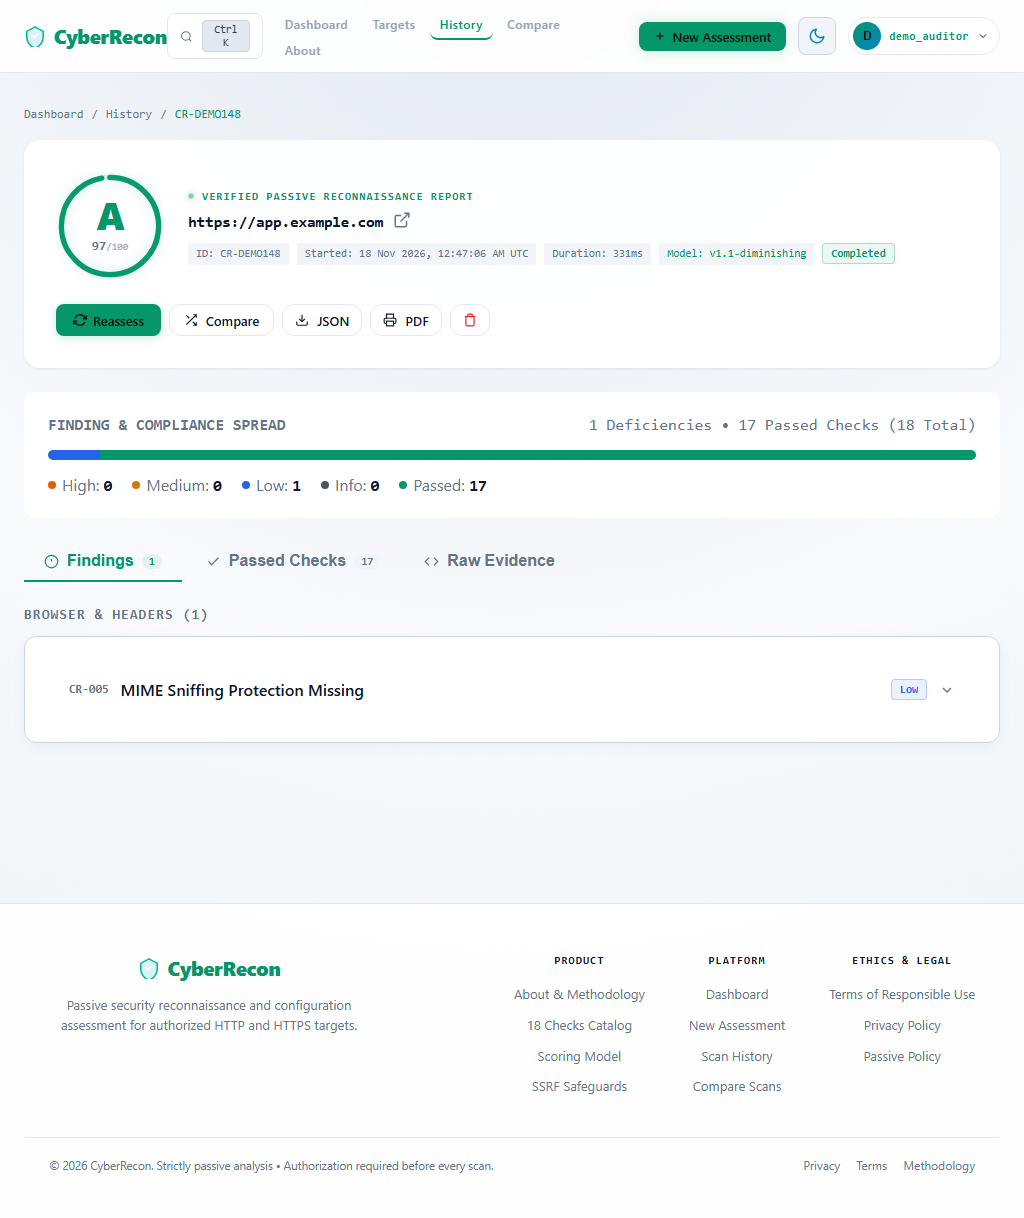 CyberRecon
Ctrl
K
Dashboard Targets History Compare
About
+ New Assessment
D demo_auditor
Dashboard / History / CR-DEMO148
A
97/100
VERIFIED PASSIVE RECONNAISSANCE REPORT
https://app.example.com
ID: CR-DEMO148 Started: 18 Nov 2026, 12:47:06 AM UTC Duration: 331ms Model: v1.1-diminishing Completed
Reassess Compare JSON PDF
FINDING & COMPLIANCE SPREAD 1 Deficiencies • 17 Passed Checks (18 Total)
High: 0 Medium: 0 Low: 1 Info: 0 Passed: 17
Findings 1 Passed Checks 17 Raw Evidence
BROWSER & HEADERS (1)
CR-005 MIME Sniffing Protection Missing Low
CyberRecon
Passive security reconnaissance and configuration
assessment for authorized HTTP and HTTPS targets.
PRODUCT
About & Methodology
18 Checks Catalog
Scoring Model
SSRF Safeguards
PLATFORM
Dashboard
New Assessment
Scan History
Compare Scans
ETHICS & LEGAL
Terms of Responsible Use
Privacy Policy
Passive Policy
© 2026 CyberRecon. Strictly passive analysis • Authorization required before every scan.
Privacy Terms Methodology